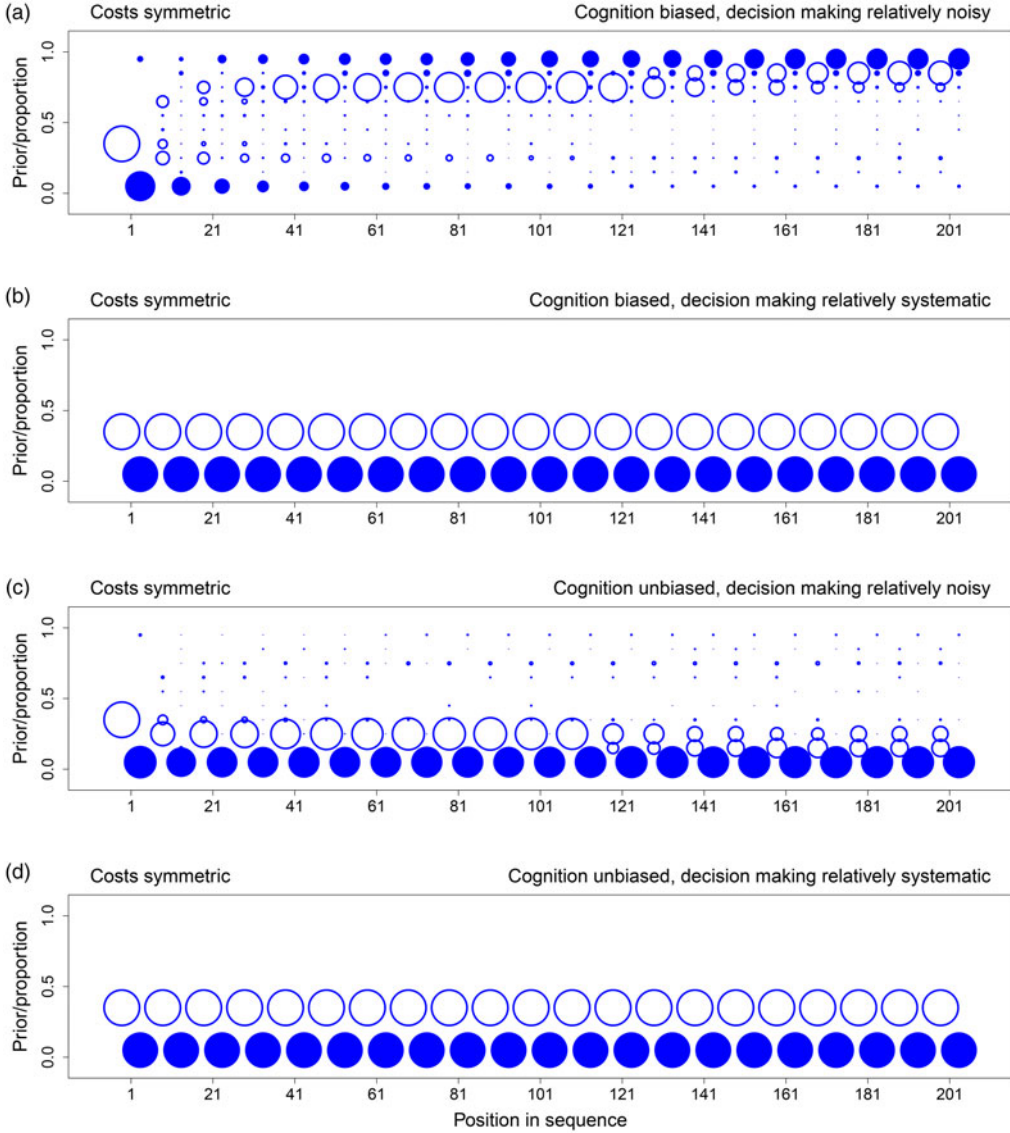 (a)
Costs symmetric Cognition biased, decision making relatively noisy
Prior/proportion
1.0
0.5
0.0
1 21 41 61 81 101 121 141 161 181 201
(b)
Costs symmetric Cognition biased, decision making relatively systematic
Prior/proportion
1.0
0.5
0.0
1 21 41 61 81 101 121 141 161 181 201
(c)
Costs symmetric Cognition unbiased, decision making relatively noisy
Prior/proportion
1.0
0.5
0.0
1 21 41 61 81 101 121 141 161 181 201
(d)
Costs symmetric Cognition unbiased, decision making relatively systematic
Prior/proportion
1.0
0.5
0.0
1 21 41 61 81 101 121 141 161 181 201
Position in sequence